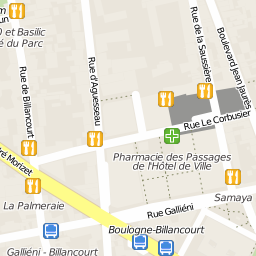 et Basilic
é du Parc
Rue de Billancourt
Rue d'Aguesseau
Rue de la Saussière
Boulevard Jean Jaurès
Rue Le Corbusier
Pharmacie des Passages
de l'Hôtel de Ville
Morizet
La Palmeraie
Rue Galliéni
Samaya
Boulogne-Billancourt
Galliéni - Billancourt